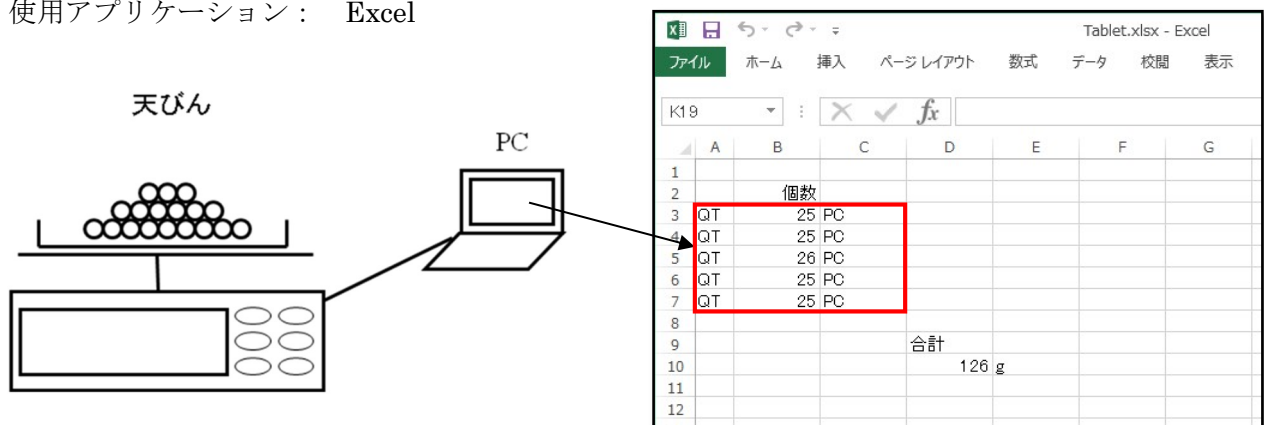 使用アプリケーション： Excel
天びん
PC
Tablet.xlsx - Excel
ファイル ホーム 挿入 ページ レイアウト 数式 データ 校閲 表示
K19 fx
A B C D E F G
1
2 個数
3 QT 25 PC
4 QT 25 PC
5 QT 26 PC
6 QT 25 PC
7 QT 25 PC
8
9 合計
10 126 g
11
12